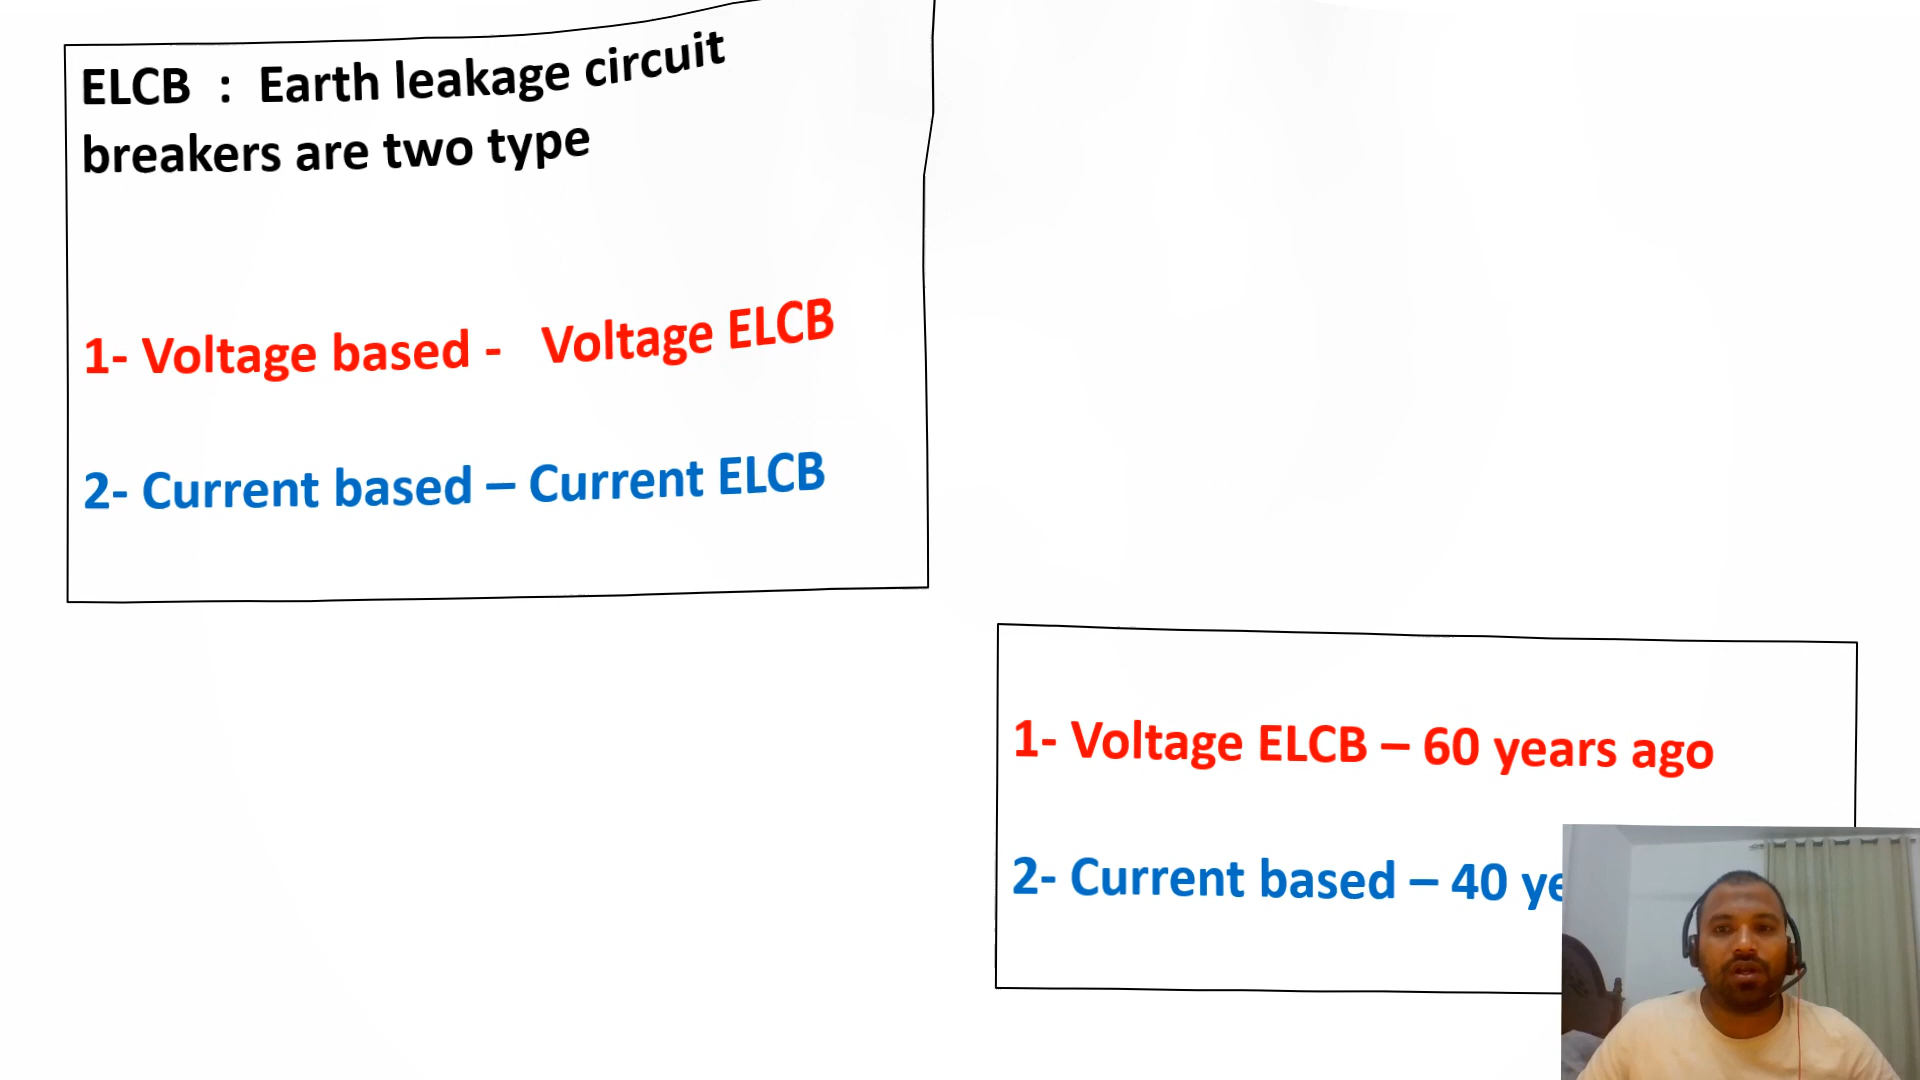 ELCB : Earth leakage circuit
breakers are two type
1- Voltage based - Voltage ELCB
2- Current based – Current ELCB
1- Voltage ELCB – 60 years ago
2- Current based – 40